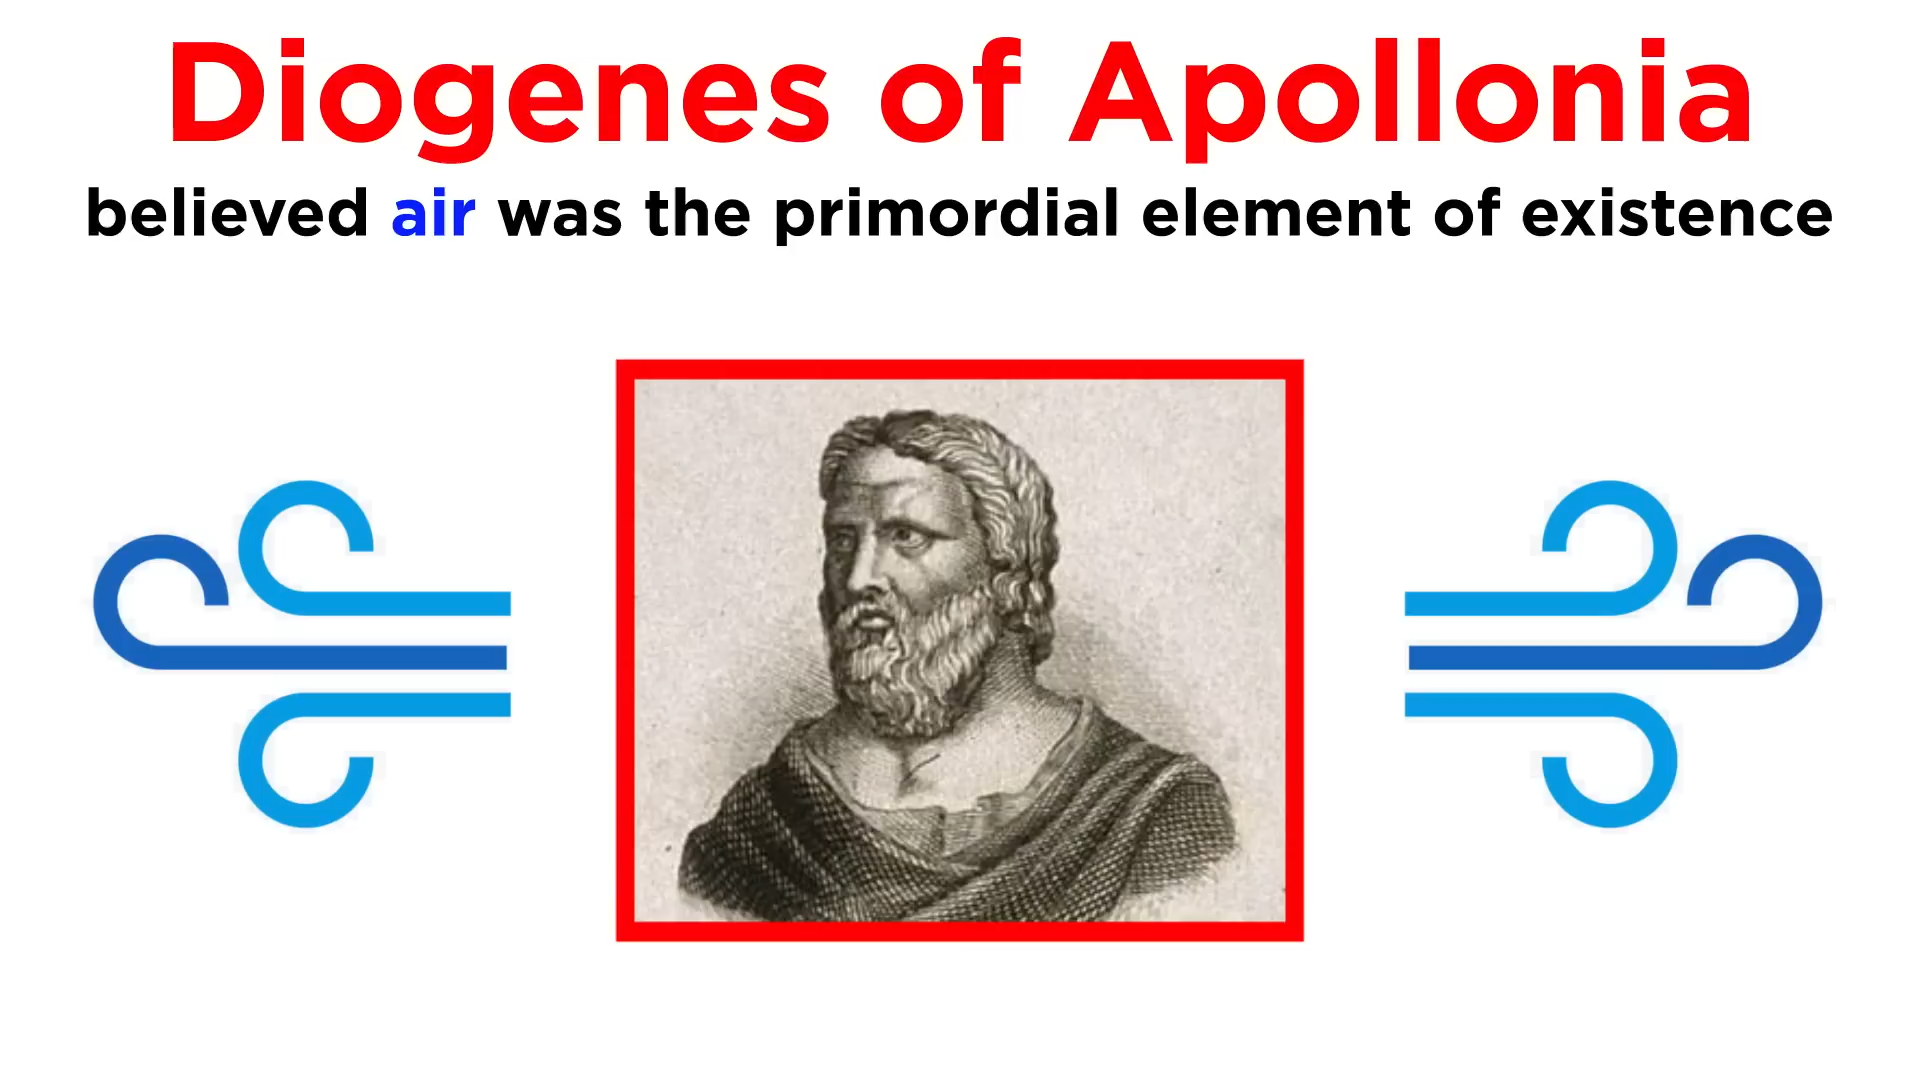 Diogenes of Apollonia
believed air was the primordial element of existence